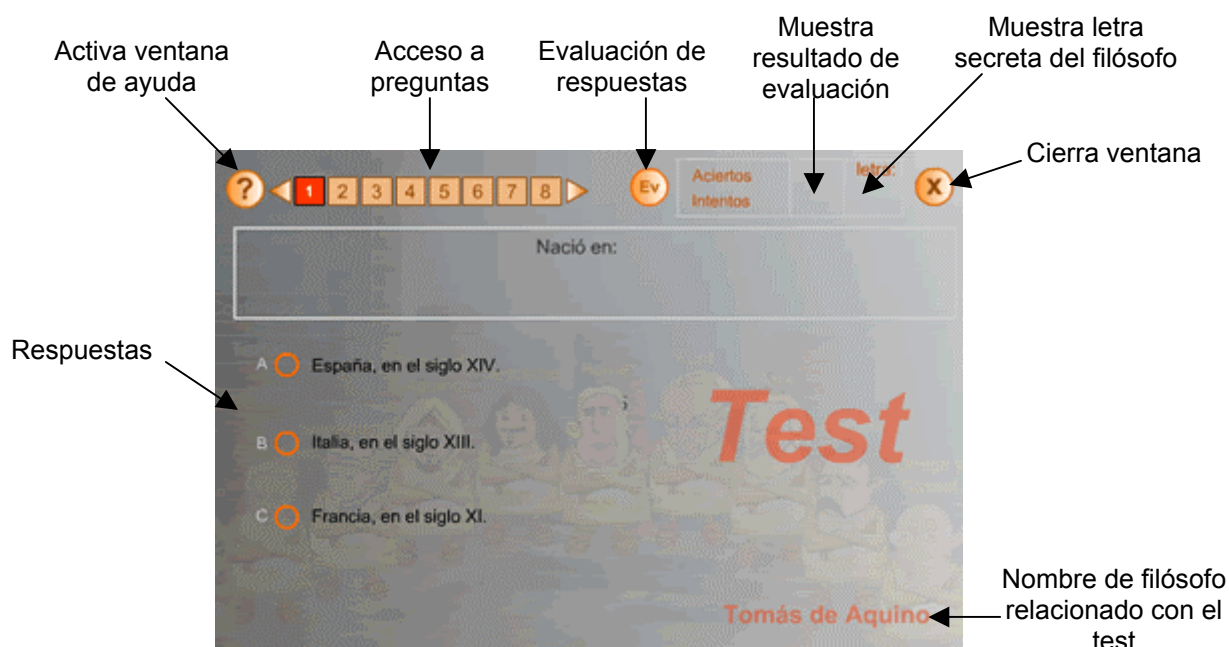 Activa ventana
de ayuda
Acceso a
preguntas
Evaluación de
respuestas
Muestra
resultado de
evaluación
Muestra letra
secreta del filósofo
Cierra ventana
? 1 2 3 4 5 6 7 8 Ev Aciertos letra: X
Intentos
Nació en:
Respuestas
A España, en el siglo XIV.
Test
B Italia, en el siglo XIII.
C Francia, en el siglo XI.
Tomás de Aquino
Nombre de filósofo
relacionado con el
test